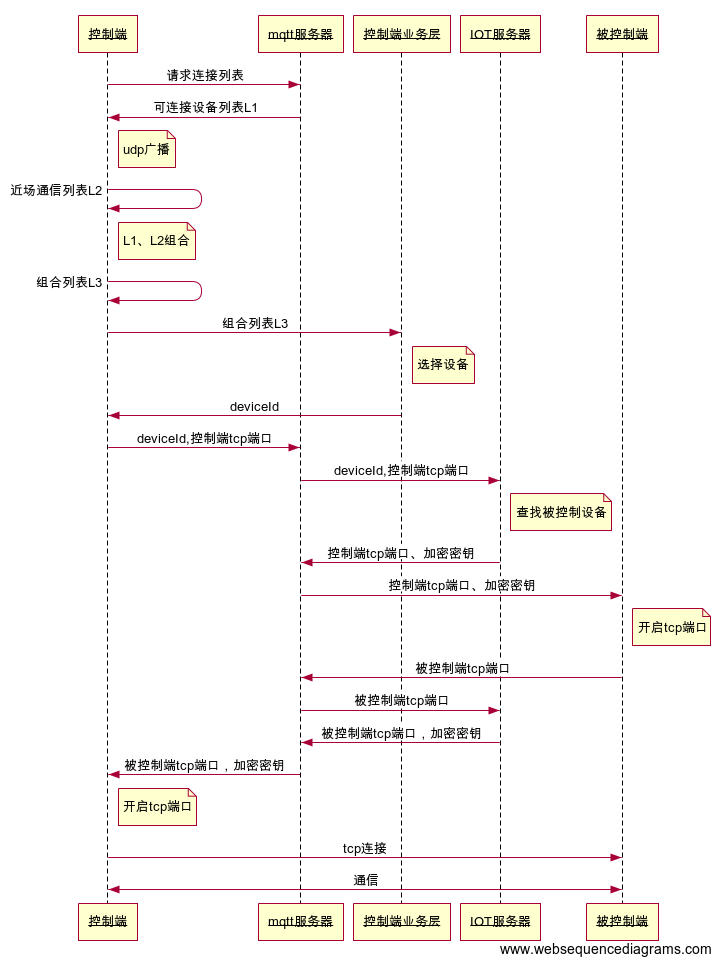 控制端 mqtt服务器 控制端业务层 IOT服务器 被控制端
请求连接列表
可连接设备列表L1
udp广播
近场通信列表L2
L1、L2组合
组合列表L3
组合列表L3
选择设备
deviceId
deviceId,控制端tcp端口
deviceId,控制端tcp端口
查找被控制设备
控制端tcp端口、加密密钥
控制端tcp端口、加密密钥
开启tcp端口
被控制端tcp端口
被控制端tcp端口
被控制端tcp端口，加密密钥
被控制端tcp端口，加密密钥
开启tcp端口
tcp连接
通信
控制端 mqtt服务器 控制端业务层 IOT服务器 被控制端
www.websequencediagrams.com